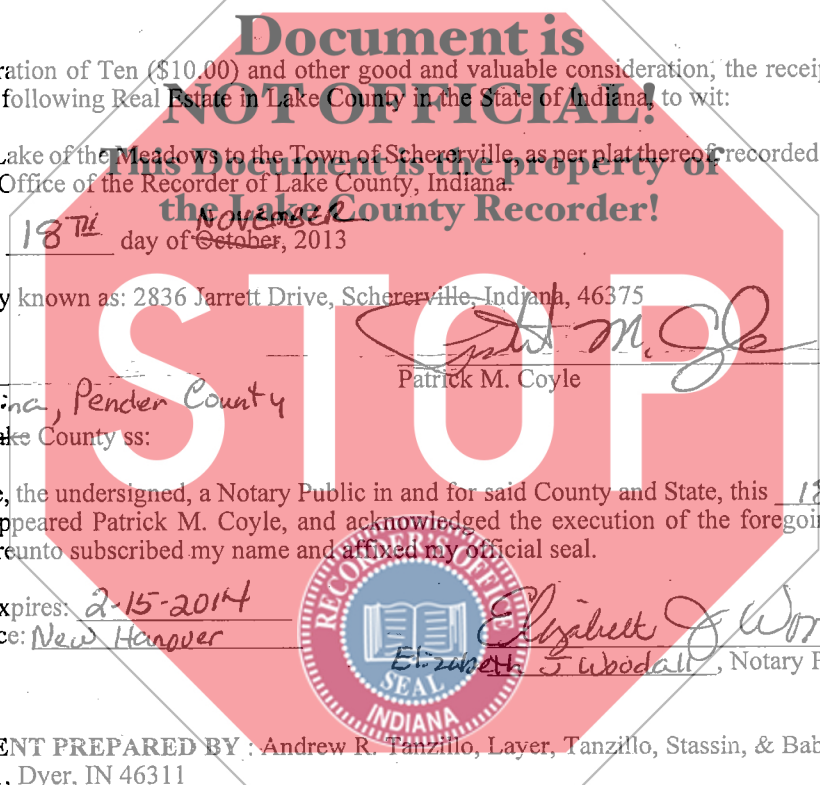 Document is
ration of Ten ($10.00) and other good and valuable consideration, the receip
NOT OFFICIAL!
following Real Estate in Lake County in the State of Indiana, to wit:
Lake of the Meadows to the Town of Schererville, as per plat thereof recorded
This Document is the property of
Office of the Recorder of Lake County, Indiana.
the Lake County Recorder!
NOVEMBER
18TH day of October, 2013
y known as: 2836 Jarrett Drive, Schererville, Indiana, 46375
STOP
Patrick M. Coyle
ina, Pender County
ake County ss:
e, the undersigned, a Notary Public in and for said County and State, this 18
ppeared Patrick M. Coyle, and acknowledged the execution of the foregoin
reunto subscribed my name and affixed my official seal.
RECORDER'S OFFICE
xpires: 2-15-2014
ce: New Hanover
Elizabeth J Woo
Elizabeth J Woodall, Notary P
SEAL
INDIANA
ENT PREPARED BY : Andrew R. Tanzillo, Layer, Tanzillo, Stassin, & Bab
., Dyer, IN 46311